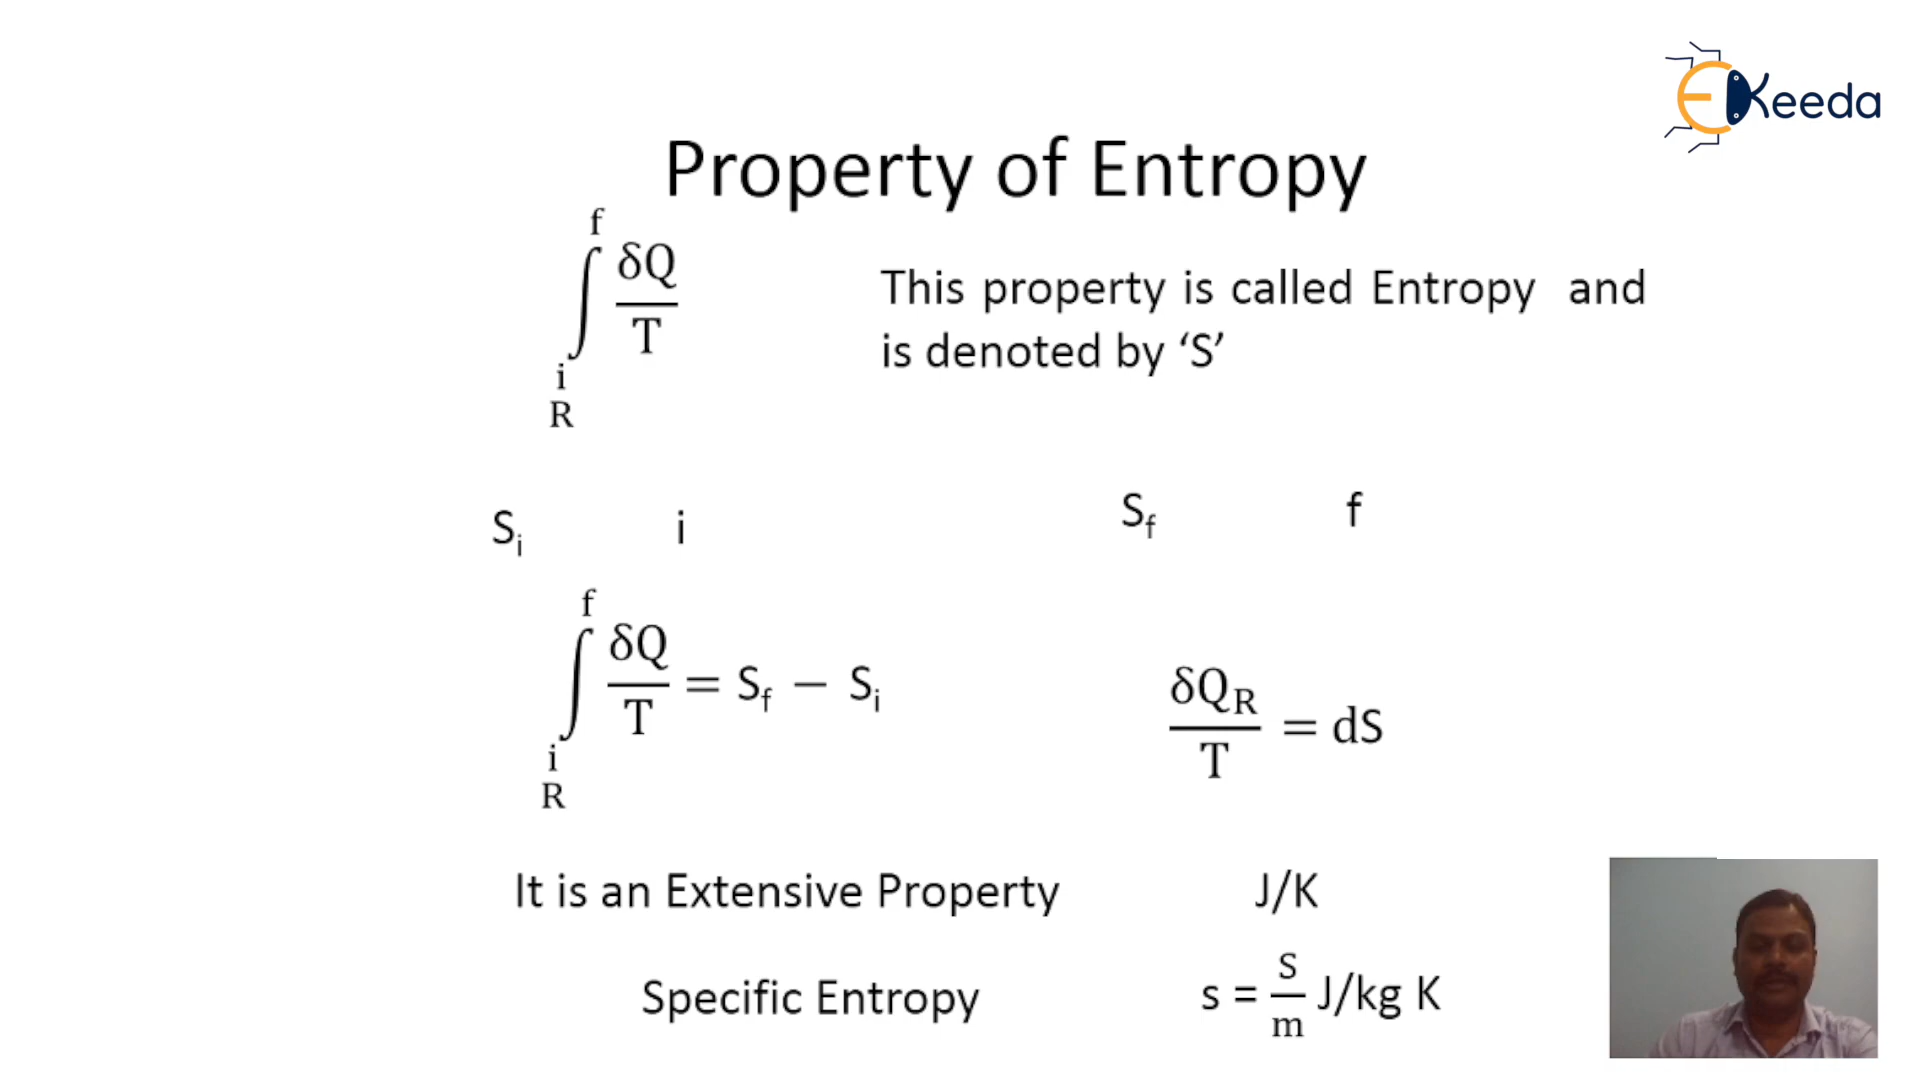 EKeeda
Property of Entropy
f
∫ δQ/T
i
R
This property is called Entropy and
is denoted by ‘S’
Sᵢ i
S_f f
f
∫ δQ/T = S_f − Sᵢ
i
R
δQ_R/T = dS
It is an Extensive Property J/K
Specific Entropy s = S/m J/kg K